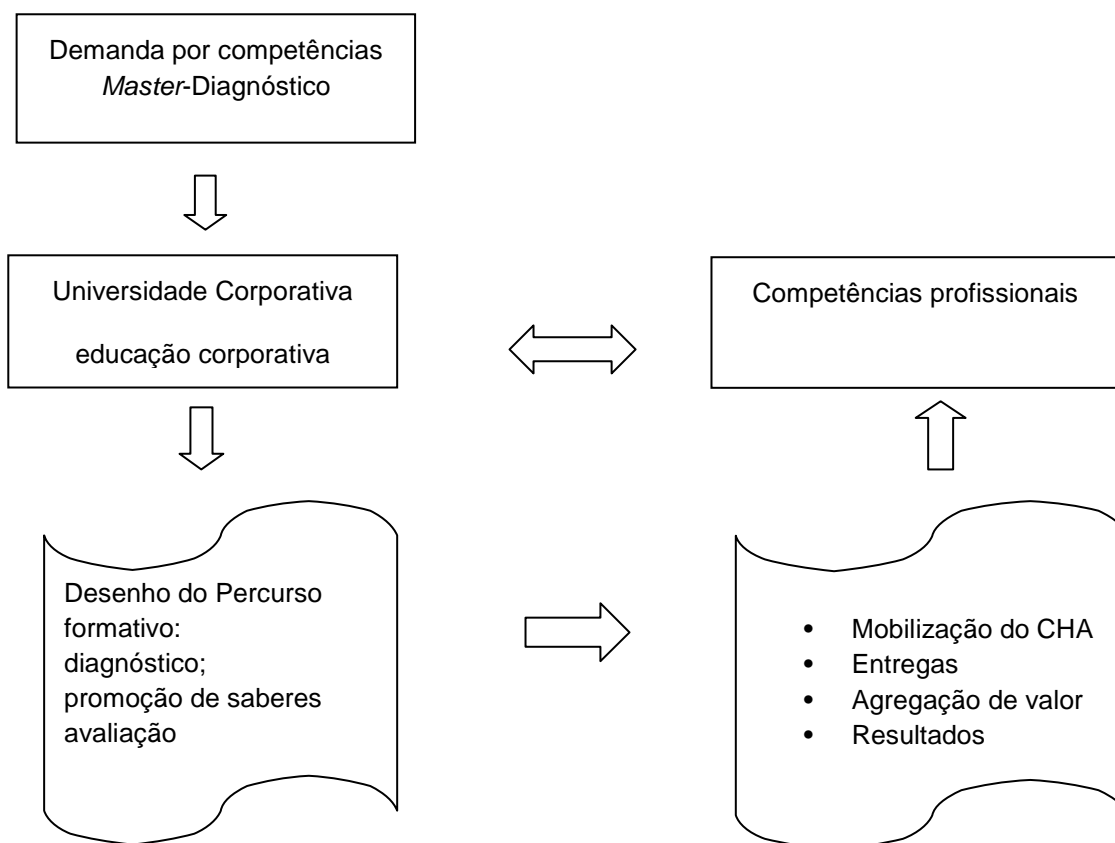 Demanda por competências
Master-Diagnóstico
Universidade Corporativa
educação corporativa
Competências profissionais
Desenho do Percurso
formativo:
diagnóstico;
promoção de saberes
avaliação
• Mobilização do CHA
• Entregas
• Agregação de valor
• Resultados